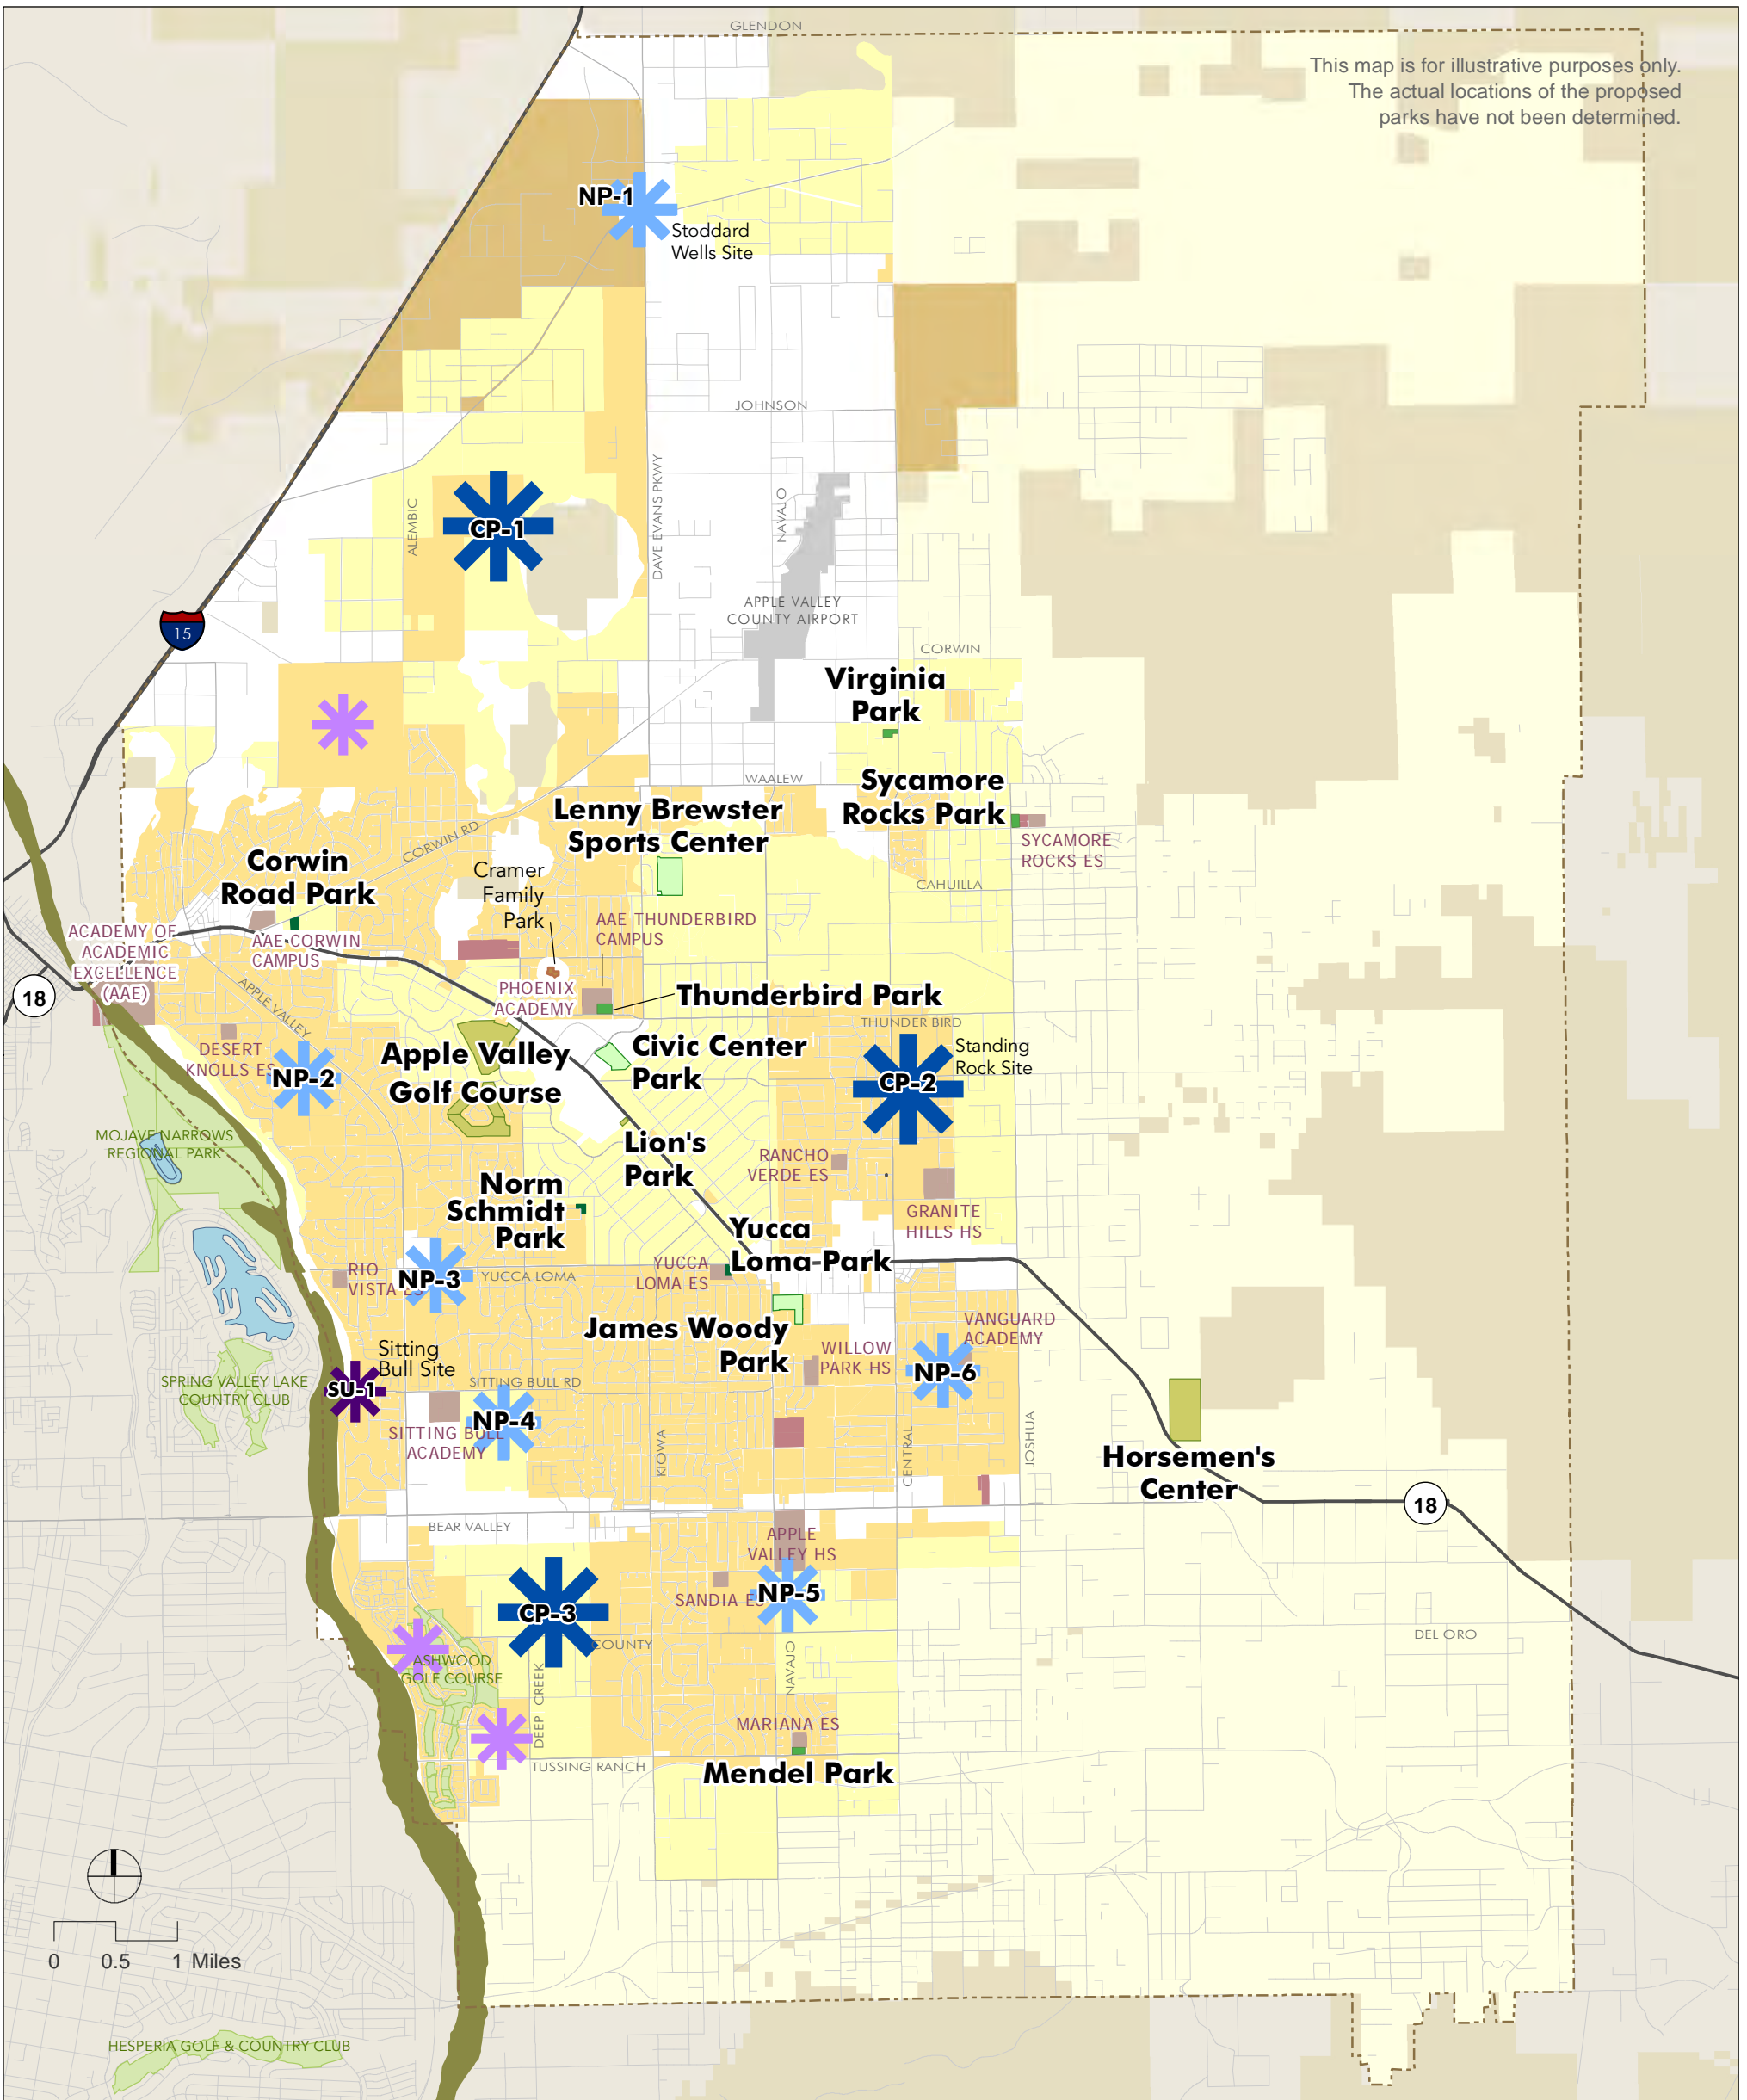 GLENDON
This map is for illustrative purposes only.
The actual locations of the proposed
parks have not been determined.
NP-1
Stoddard
Wells Site
JOHNSON
ALEMBIC
CP-1
DAVE EVANS PKWY
NAVAJO
APPLE VALLEY
COUNTY AIRPORT
15
CORWIN
Virginia
Park
WAALEW
Sycamore
Rocks Park
SYCAMORE
ROCKS ES
Lenny Brewster
Sports Center
CORWIN RD
Corwin
Road Park
Cramer
Family
Park
CAHUILLA
AAE THUNDERBIRD
CAMPUS
ACADEMY OF
ACADEMIC
EXCELLENCE
(AAE)
AAE CORWIN
CAMPUS
18
APPLE VALLEY
PHOENIX
ACADEMY
Thunderbird Park
THUNDER BIRD
DESERT
KNOLLS ES
NP-2
Apple Valley
Golf Course
Civic Center
Park
CP-2
Standing
Rock Site
MOJAVE NARROWS
REGIONAL PARK
Lion's
Park
RANCHO
VERDE ES
Norm
Schmidt
Park
GRANITE
HILLS HS
Yucca
Loma Park
RIO
VISTA ES
NP-3
YUCCA LOMA
YUCCA
LOMA ES
James Woody
Park
VANGUARD
ACADEMY
WILLOW
PARK HS
NP-6
Sitting
Bull Site
SU-1
SITTING BULL RD
SPRING VALLEY LAKE
COUNTRY CLUB
NP-4
SITTING BULL
ACADEMY
KIOWA
CENTRAL
JOSHUA
Horsemen's
Center
18
BEAR VALLEY
APPLE
VALLEY HS
SANDIA ES
NP-5
CP-3
COUNTY
DEL ORO
ASHWOOD
GOLF COURSE
DEEP CREEK
NAVAJO
MARIANA ES
TUSSING RANCH
Mendel Park
0 0.5 1 Miles
HESPERIA GOLF & COUNTRY CLUB